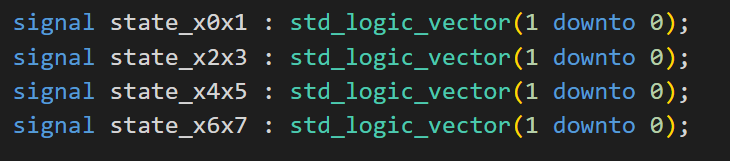 signal state_x0x1 : std_logic_vector(1 downto 0);
signal state_x2x3 : std_logic_vector(1 downto 0);
signal state_x4x5 : std_logic_vector(1 downto 0);
signal state_x6x7 : std_logic_vector(1 downto 0);